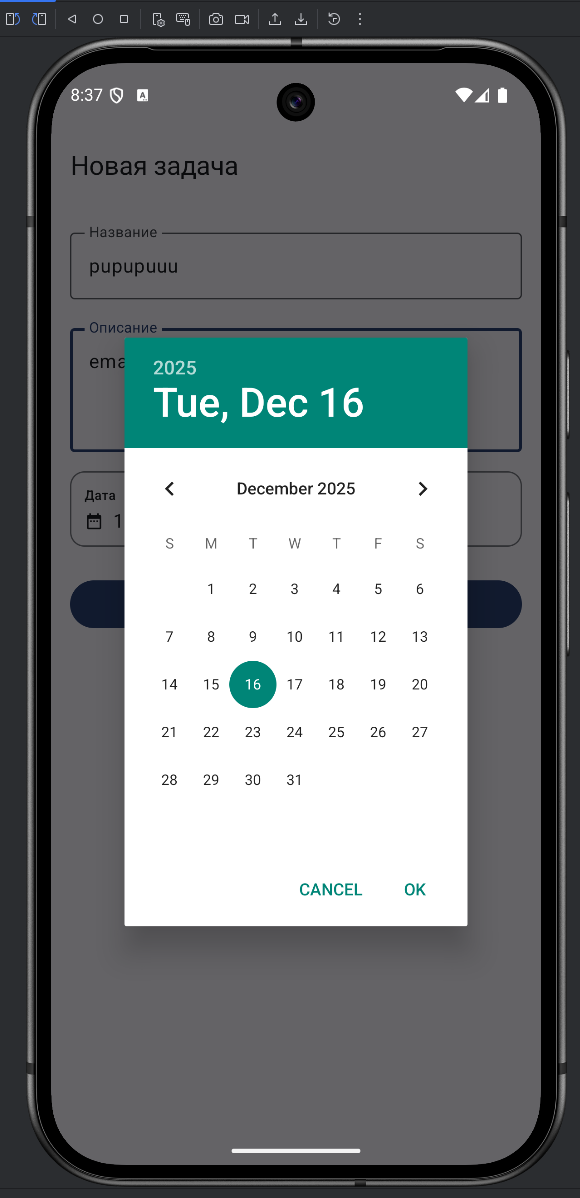 8:37
A
Новая задача
Название
pupupuuu
Описание
ema
2025
Tue, Dec 16
December 2025
S M T W T F S
1 2 3 4 5 6
7 8 9 10 11 12 13
14 15 16 17 18 19 20
21 22 23 24 25 26 27
28 29 30 31
Дата
1
CANCEL OK